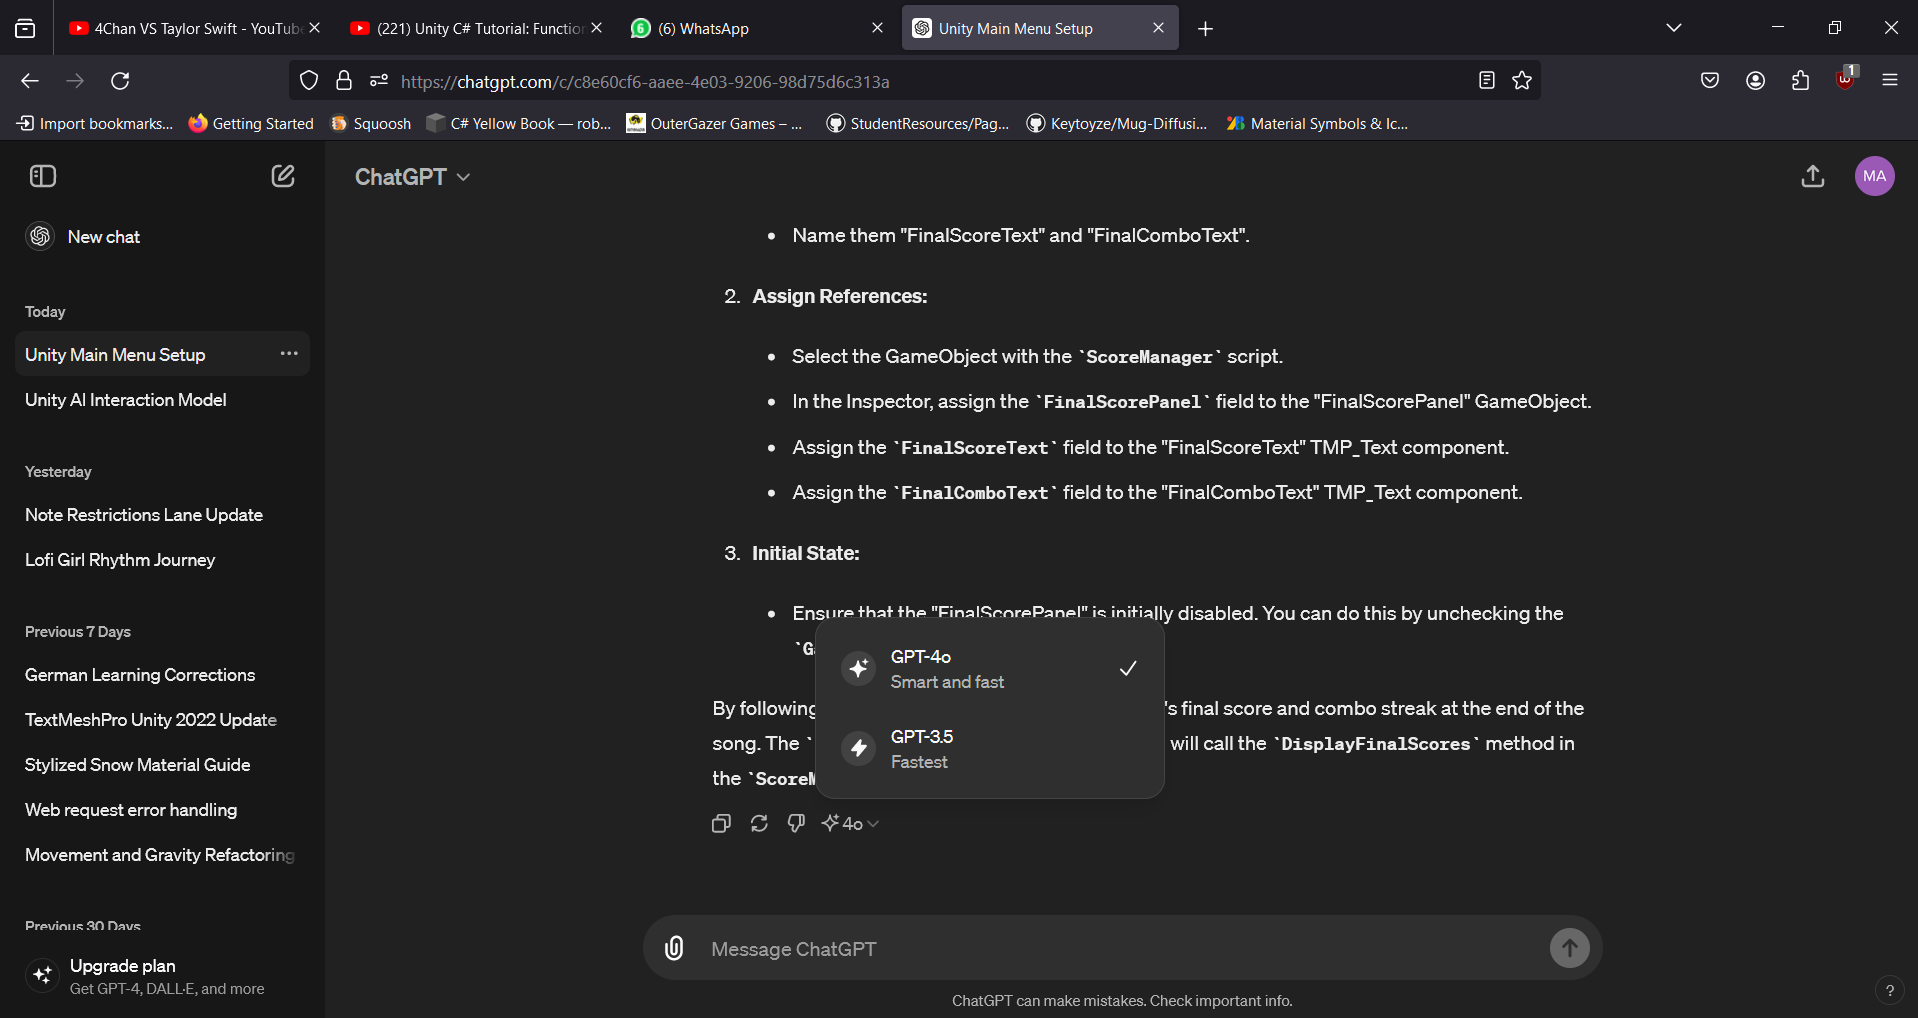 4Chan VS Taylor Swift - YouTube
(221) Unity C# Tutorial: Function
6
(6) WhatsApp
Unity Main Menu Setup
https://chatgpt.com/c/c8e60cf6-aaee-4e03-9206-98d75d6c313a
1
Import bookmarks...
Getting Started
Squoosh
C# Yellow Book — rob...
OuterGazer Games – ...
StudentResources/Pag...
Keytoyze/Mug-Diffusi...
Material Symbols & Ic...
ChatGPT
MA
New chat
Today
Unity Main Menu Setup
Unity AI Interaction Model
Yesterday
Note Restrictions Lane Update
Lofi Girl Rhythm Journey
Previous 7 Days
German Learning Corrections
TextMeshPro Unity 2022 Update
Stylized Snow Material Guide
Web request error handling
Movement and Gravity Refactoring
Previous 30 Days
Upgrade plan
Get GPT-4, DALL·E, and more
• Name them "FinalScoreText" and "FinalComboText".
2. Assign References:
• Select the GameObject with the `ScoreManager` script.
• In the Inspector, assign the `FinalScorePanel` field to the "FinalScorePanel" GameObject.
• Assign the `FinalScoreText` field to the "FinalScoreText" TMP_Text component.
• Assign the `FinalComboText` field to the "FinalComboText" TMP_Text component.
3. Initial State:
• Ensure that the "FinalScorePanel" is initially disabled. You can do this by unchecking the
`Ga
By following 's final score and combo streak at the end of the
song. The ` will call the `DisplayFinalScores` method in
the `ScoreM
GPT-4o
Smart and fast
GPT-3.5
Fastest
4o
Message ChatGPT
ChatGPT can make mistakes. Check important info.
?